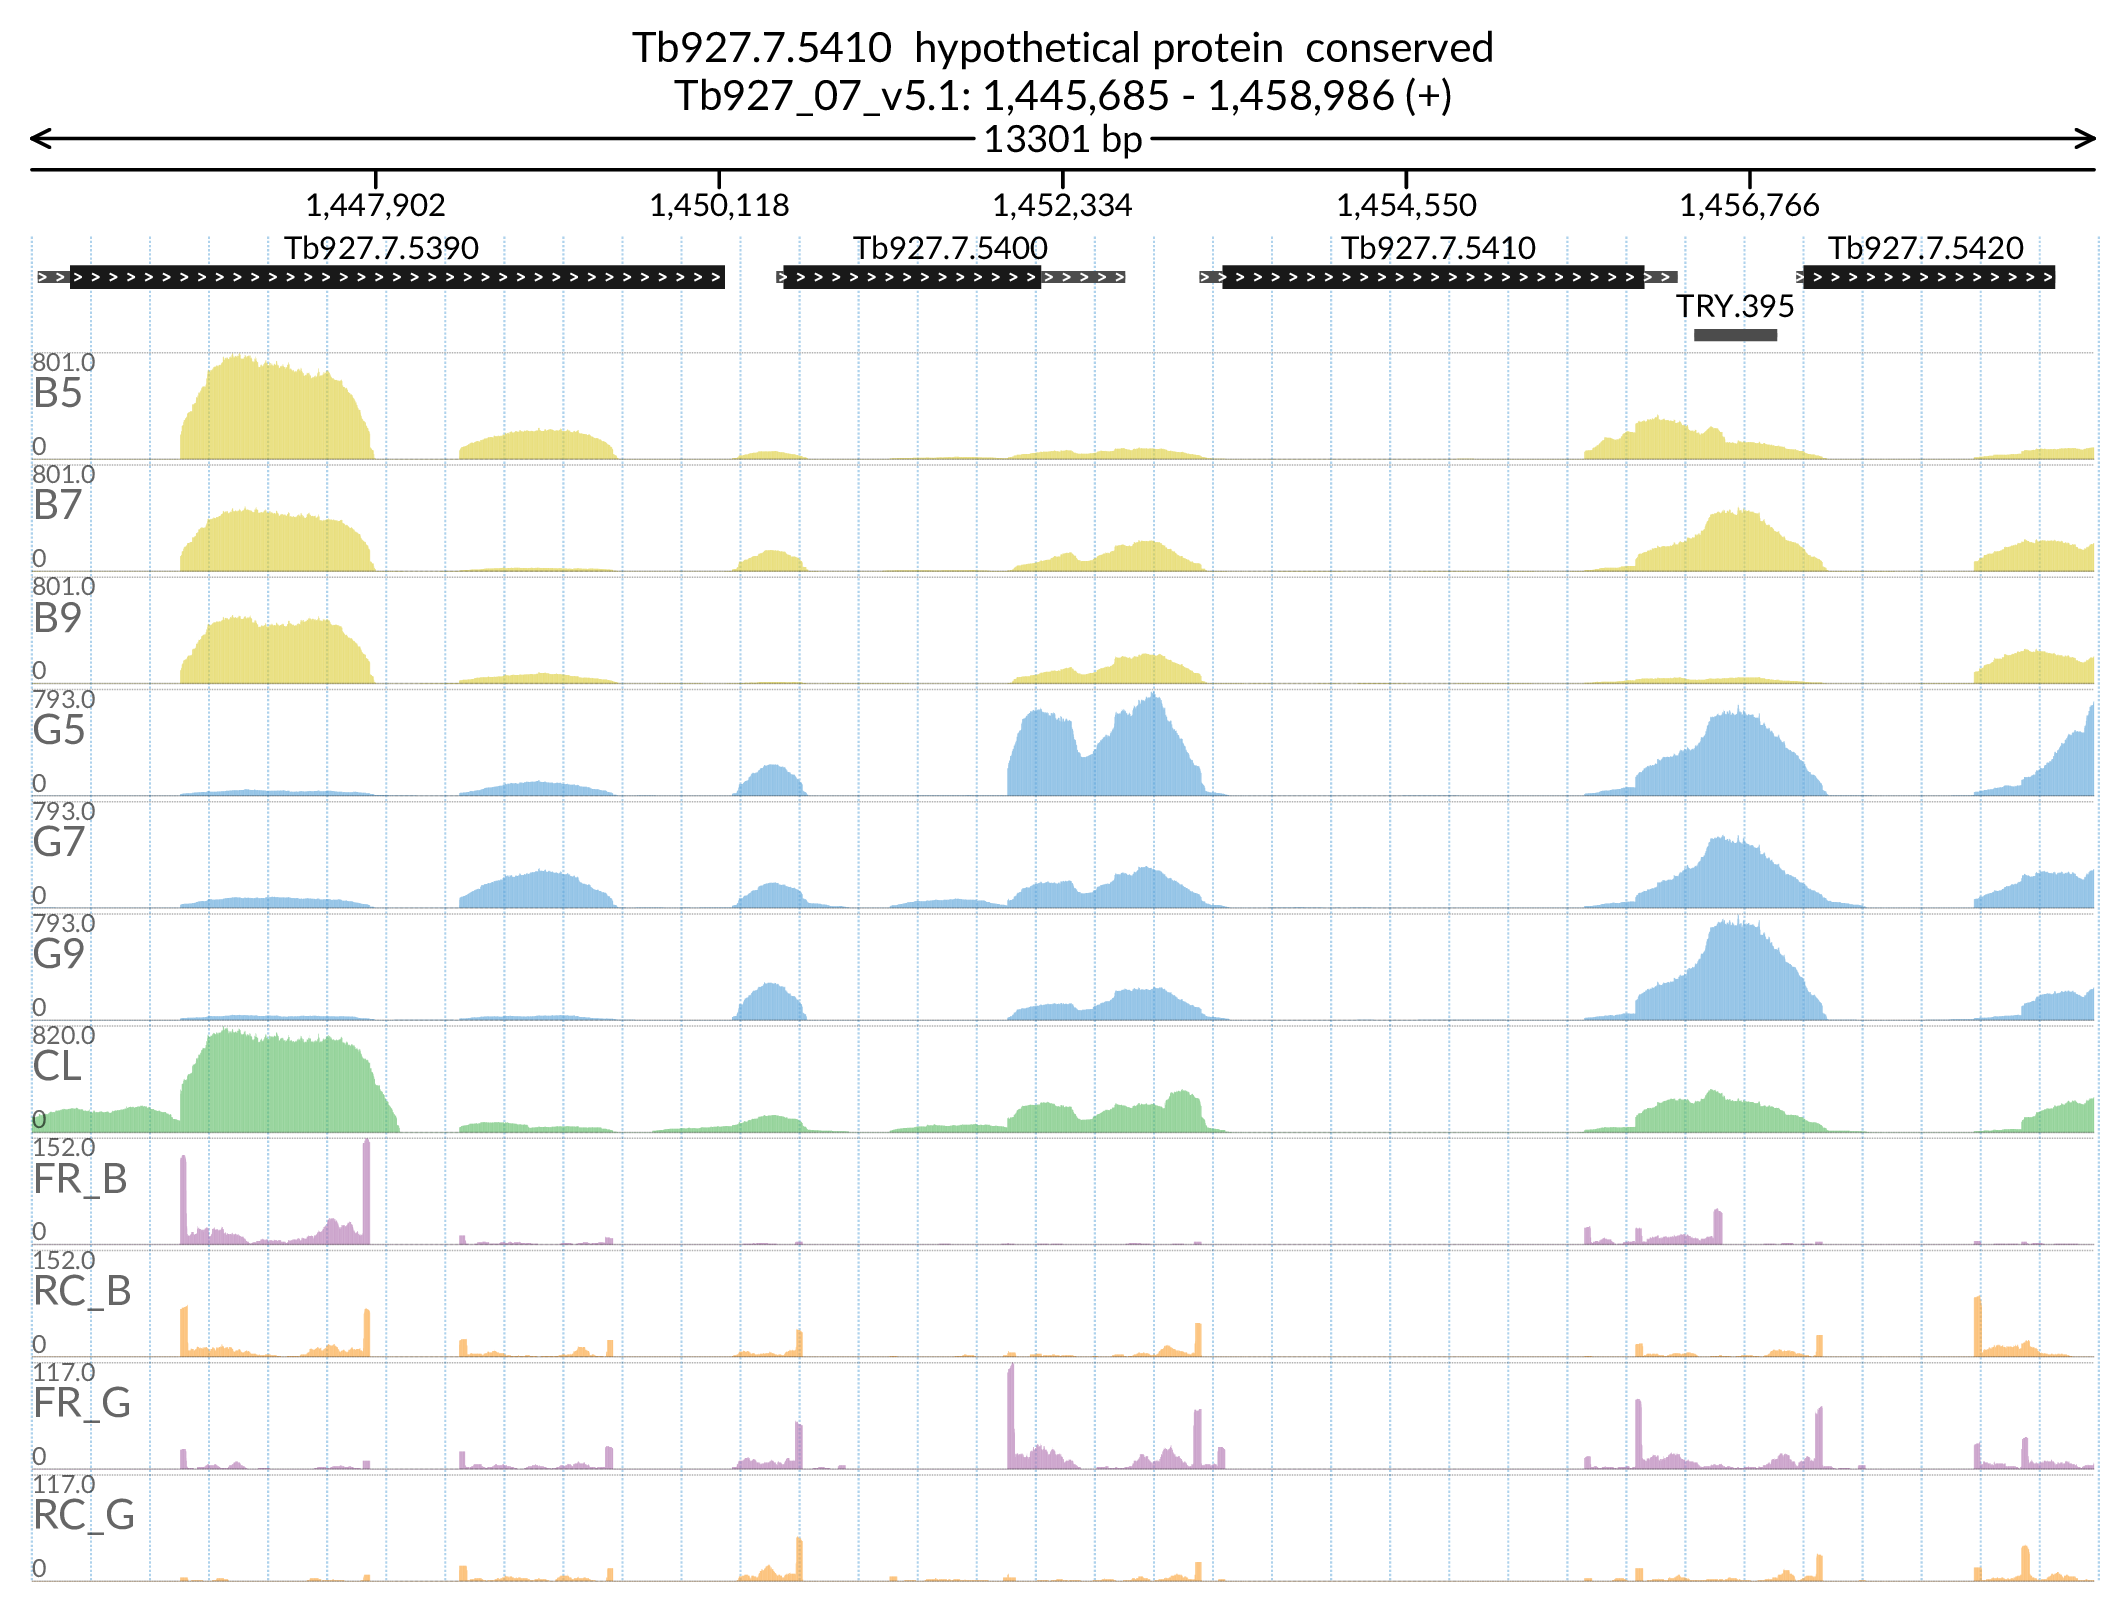 Tb927.7.5410 hypothetical protein conserved
Tb927_07_v5.1: 1,445,685 - 1,458,986 (+)
13301 bp
1,447,902 1,450,118 1,452,334 1,454,550 1,456,766
Tb927.7.5390 Tb927.7.5400 Tb927.7.5410 Tb927.7.5420
TRY.395
801.0
B5
0
801.0
B7
0
801.0
B9
0
793.0
G5
0
793.0
G7
0
793.0
G9
0
820.0
CL
0
152.0
FR_B
0
152.0
RC_B
0
117.0
FR_G
0
117.0
RC_G
0